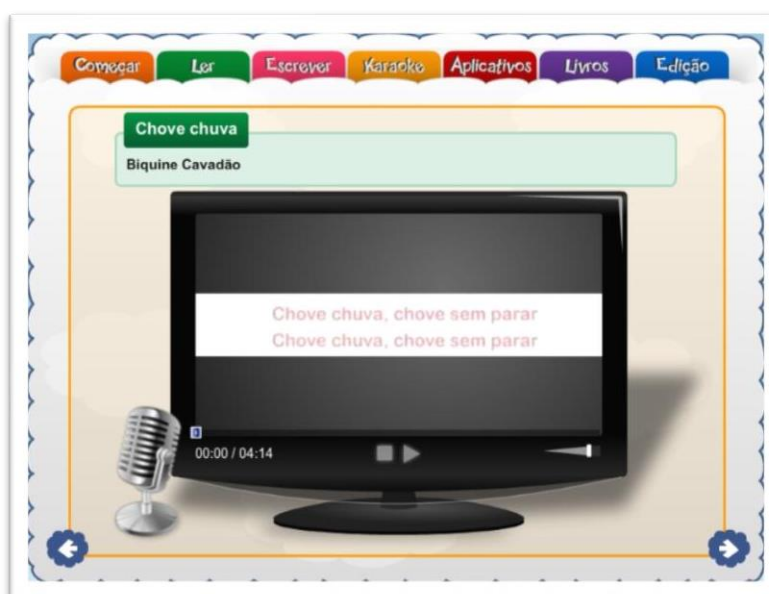 Começar
Ler
Escrever
Karaoke
Aplicativos
Livros
Edição
Chove chuva
Biquine Cavadão
Chove chuva, chove sem parar
Chove chuva, chove sem parar
00:00 / 04:14